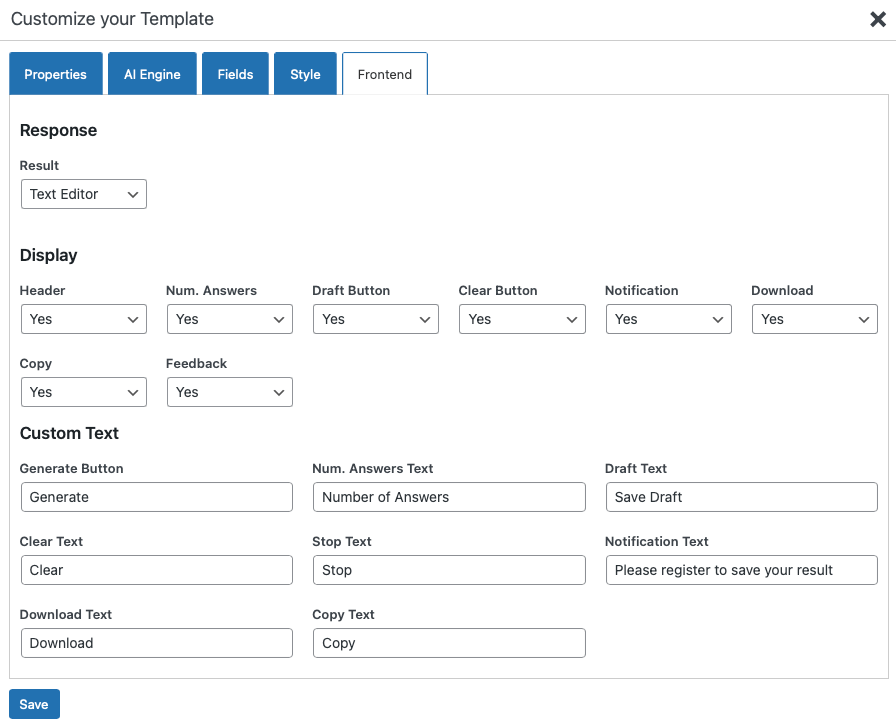 Customize your Template
Properties AI Engine Fields Style Frontend
Response
Result
Text Editor
Display
Header Num. Answers Draft Button Clear Button Notification Download
Yes Yes Yes Yes Yes Yes
Copy Feedback
Yes Yes
Custom Text
Generate Button Num. Answers Text Draft Text
Generate Number of Answers Save Draft
Clear Text Stop Text Notification Text
Clear Stop Please register to save your result
Download Text Copy Text
Download Copy
Save